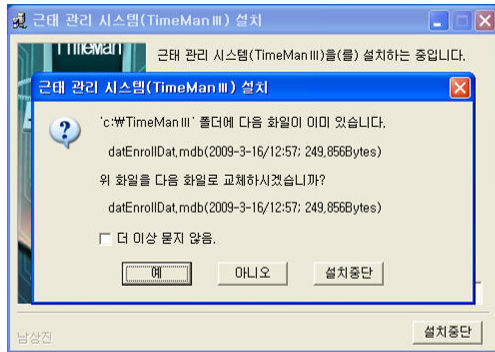 근태 관리 시스템(TimeManⅢ) 설치
TimeMan
근태 관리 시스템(TimeManⅢ)을(를) 설치하는 중입니다.
근태 관리 시스템(TimeManⅢ) 설치
'c:₩TimeManⅢ' 폴더에 다음 화일이 이미 있습니다.
datEnrollDat.mdb(2009-3-16/12:57; 249,856Bytes)
위 화일을 다음 화일로 교체하시겠습니까?
datEnrollDat.mdb(2009-3-16/12:57; 249,856Bytes)
더 이상 묻지 않음.
예 아니오 설치중단
남상진 설치중단